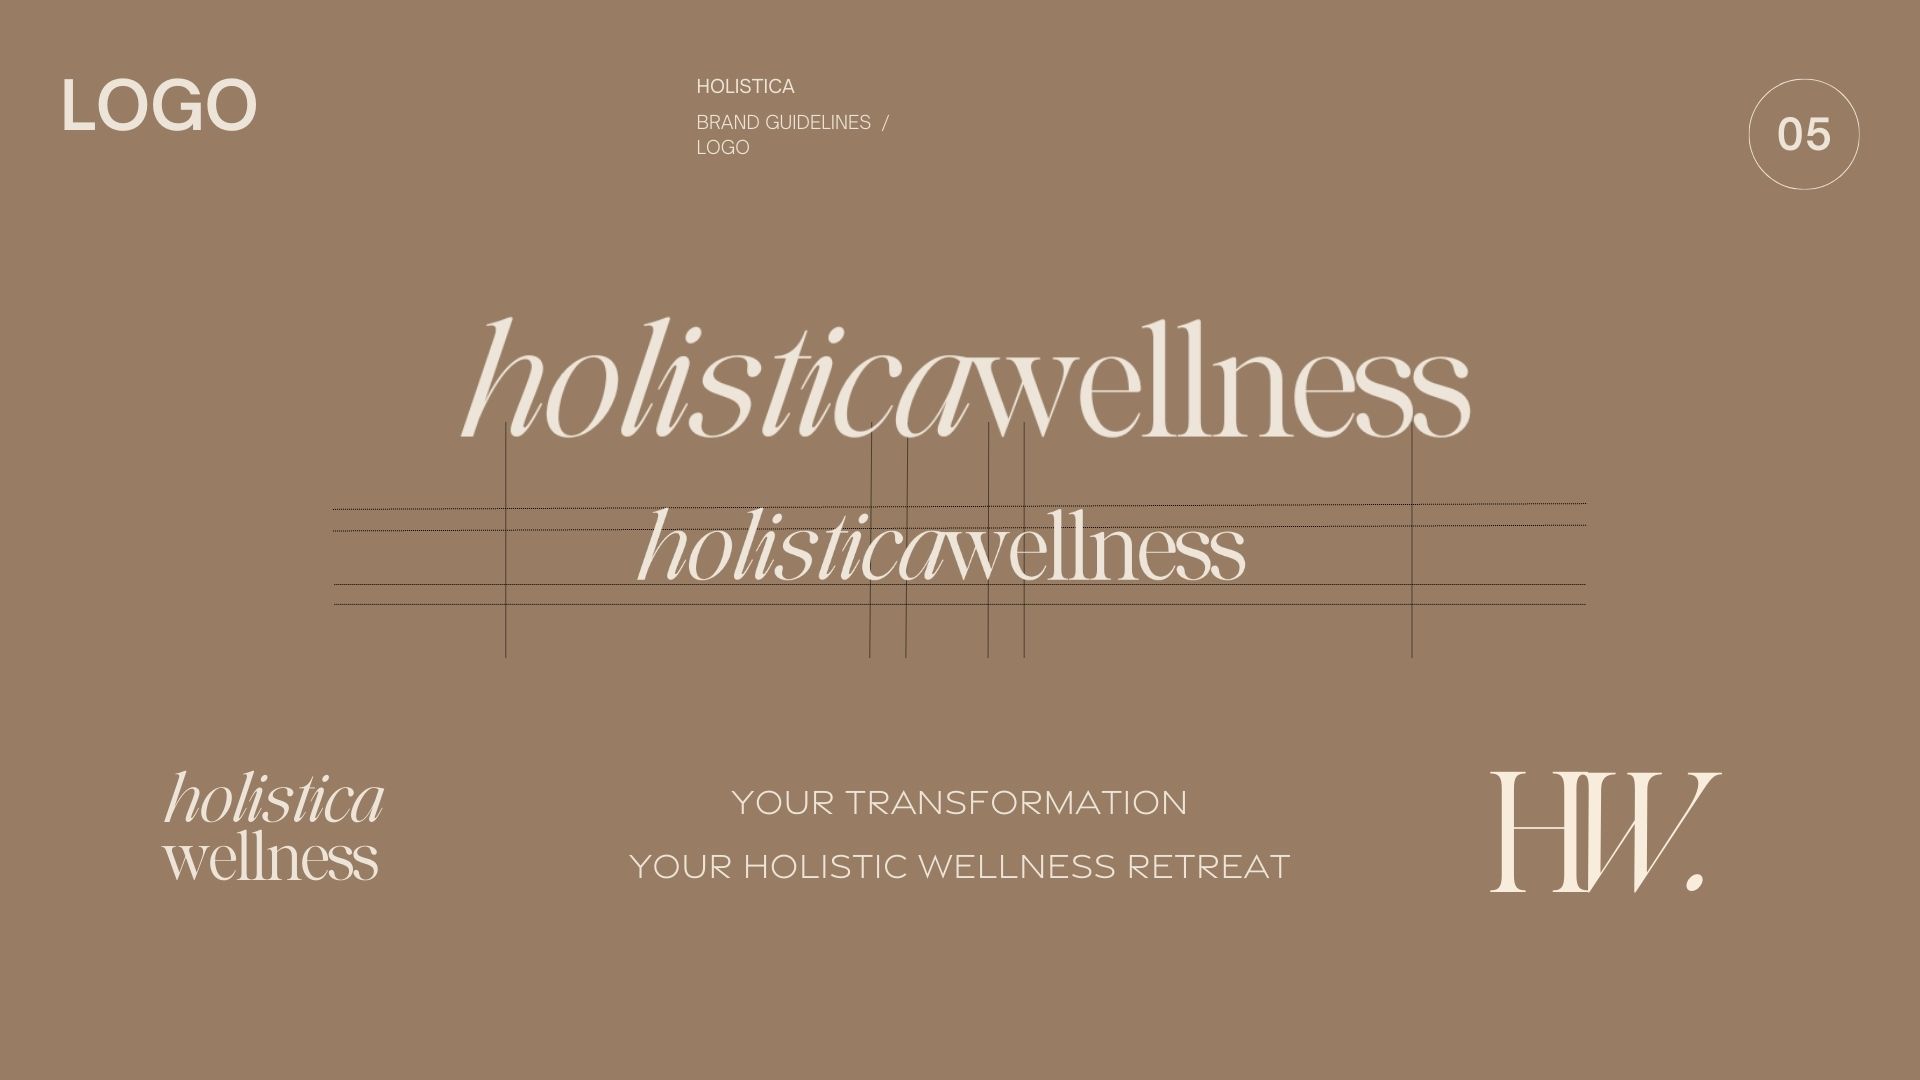 LOGO
HOLISTICA
BRAND GUIDELINES /
LOGO
05
holisticawellness
holisticawellness
holistica
wellness
YOUR TRANSFORMATION
YOUR HOLISTIC WELLNESS RETREAT
HW.